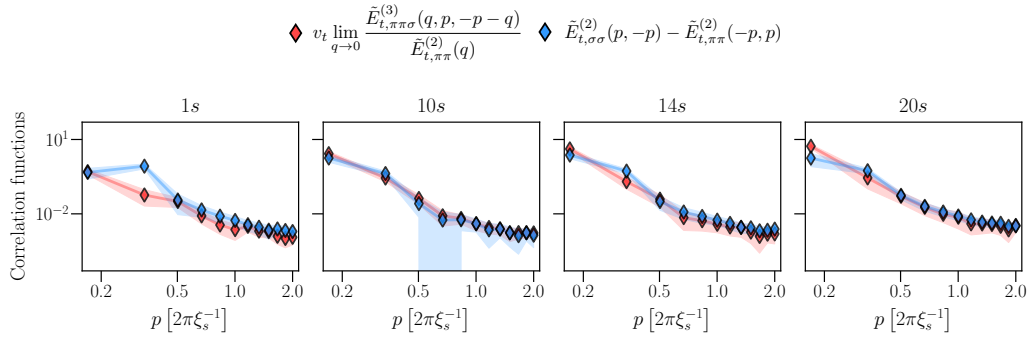 v_t lim_{q→0} Ẽ^{(3)}_{t,ππσ}(q, p, −p − q) / Ẽ^{(2)}_{t,ππ}(q)  Ẽ^{(2)}_{t,σσ}(p, −p) − Ẽ^{(2)}_{t,ππ}(−p, p)
1s 10s 14s 20s
Correlation functions
10^1
10^{−2}
0.2 0.5 1.0 2.0 0.2 0.5 1.0 2.0 0.2 0.5 1.0 2.0 0.2 0.5 1.0 2.0
p [2πξ_s^{−1}] p [2πξ_s^{−1}] p [2πξ_s^{−1}] p [2πξ_s^{−1}]